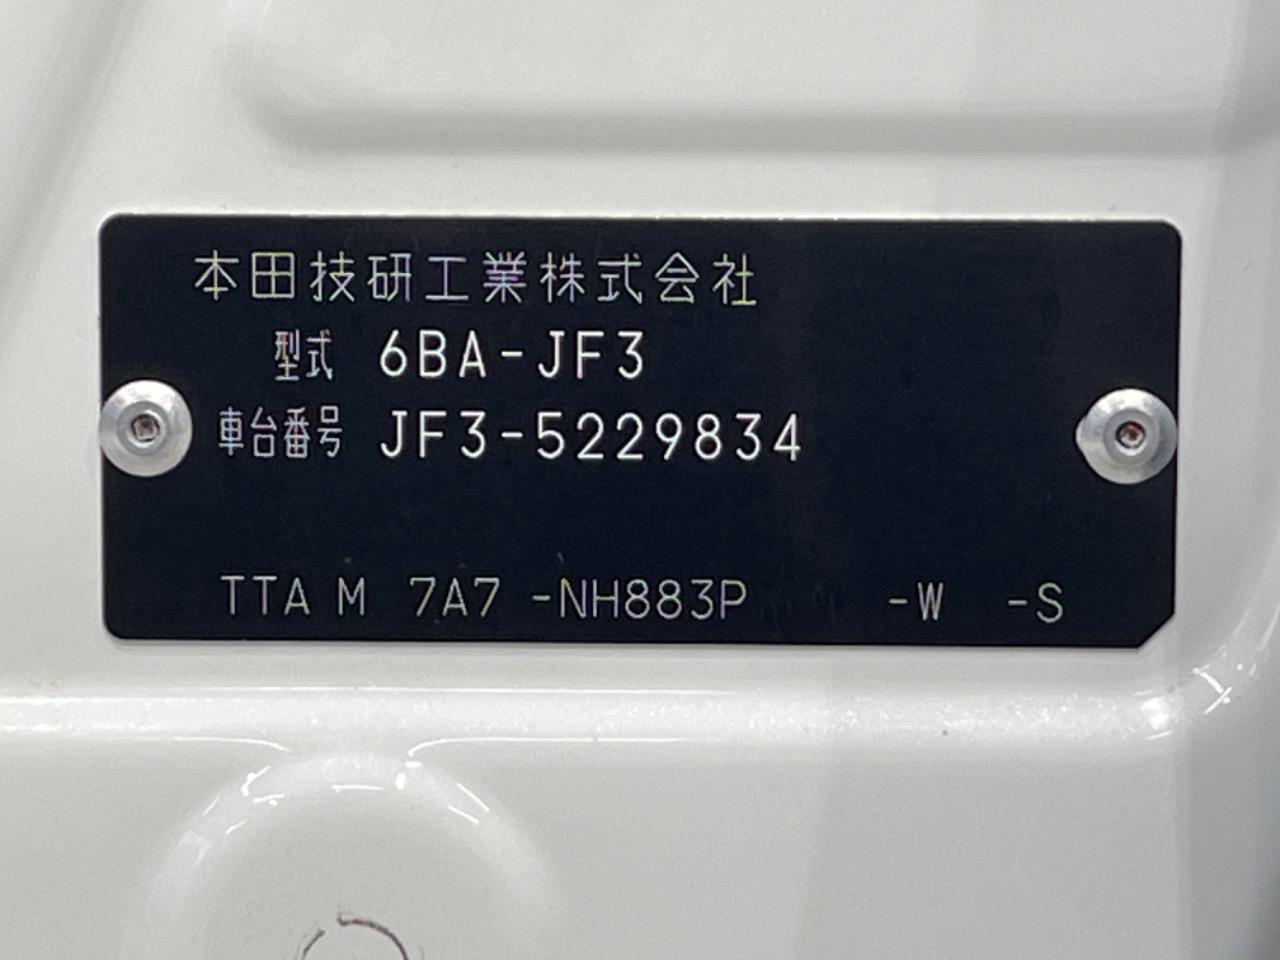 本田技研工業株式会社
型式 6BA-JF3
車台番号 JF3-5229834
TTA M 7A7 -NH883P -W -S